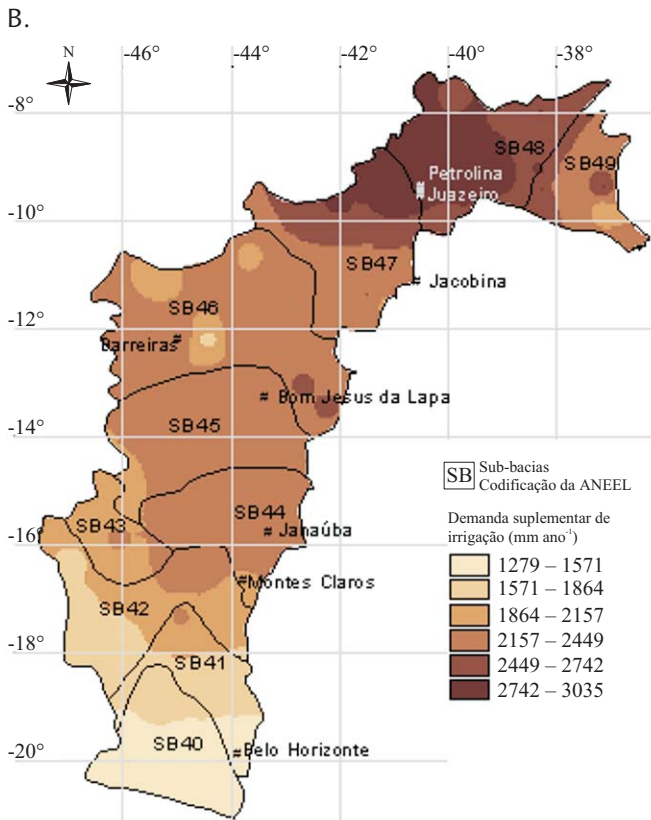 B.
N
-46° -44° -42° -40° -38°
-8°
SB48
SB49
Petrolina
Juazeiro
-10°
SB47
Jacobina
SB46
-12°
Barreiras
Bom Jesus da Lapa
SB45
-14°
SB Sub-bacias
Codificação da ANEEL
SB44
SB43
Janaúba
-16°
Demanda suplementar de
irrigação (mm ano-1)
1279 – 1571
1571 – 1864
1864 – 2157
2157 – 2449
2449 – 2742
2742 – 3035
Montes Claros
SB42
-18°
SB41
SB40
Belo Horizonte
-20°